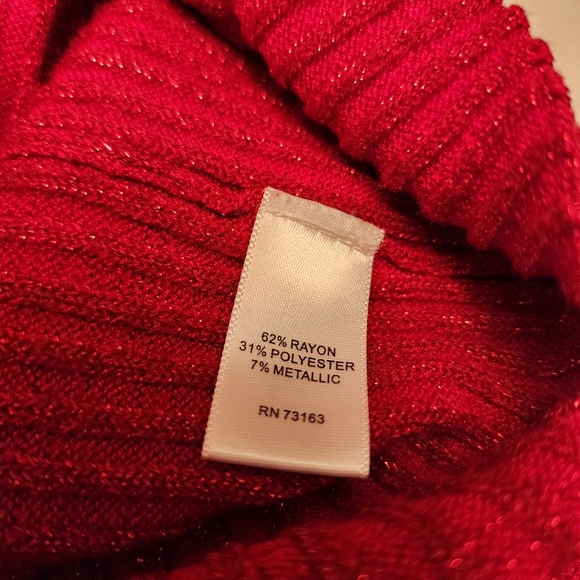 62% RAYON
31% POLYESTER
7% METALLIC
RN 73163